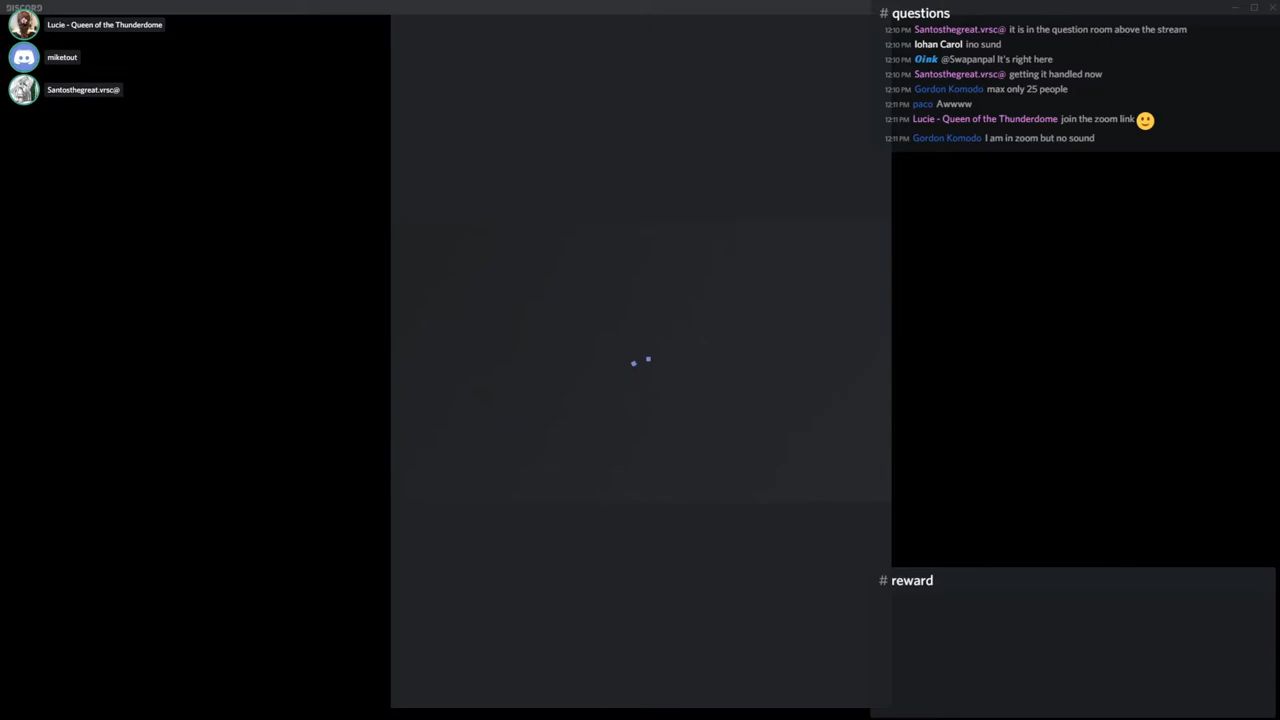 DISCORD
Lucie - Queen of the Thunderdome
miketout
Santosthegreat.vrsc@
# questions
12:10 PM Santosthegreat.vrsc@ it is in the question room above the stream
12:10 PM Iohan Carol ino sund
12:10 PM Oink @Swapanpal It's right here
12:10 PM Santosthegreat.vrsc@ getting it handled now
12:10 PM Gordon Komodo max only 25 people
12:11 PM paco Awwww
12:11 PM Lucie - Queen of the Thunderdome join the zoom link 🙂
12:11 PM Gordon Komodo I am in zoom but no sound
# reward